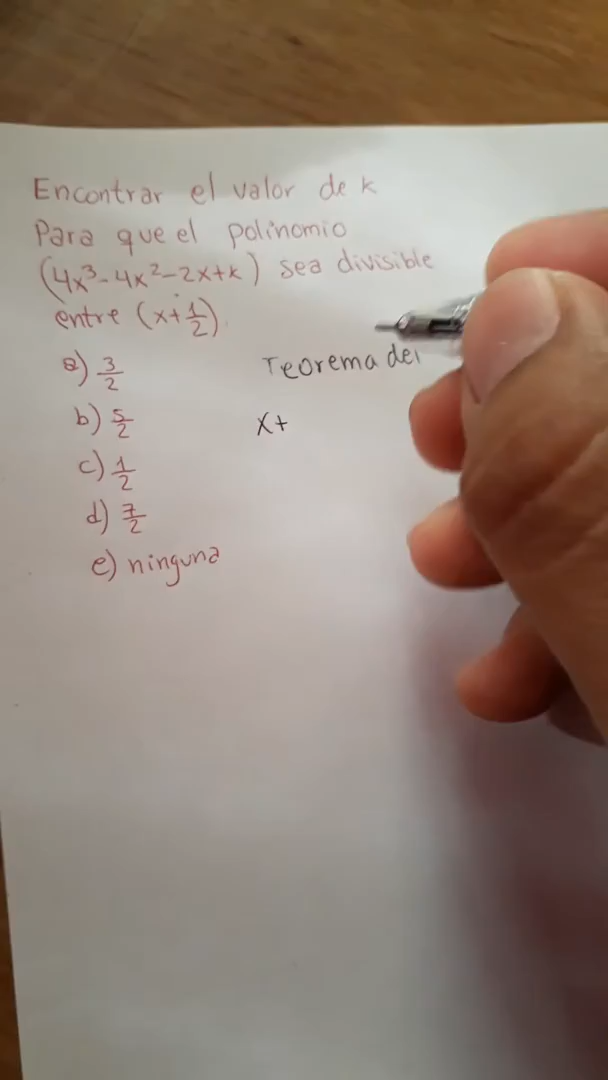 Encontrar el valor de k
Para que el polinomio
(4x³-4x²-2x+k) sea divisible
entre (x+1/2).
a) 3/2
b) 5/2
c) 1/2
d) 7/2
e) ninguna
Teorema del
x+